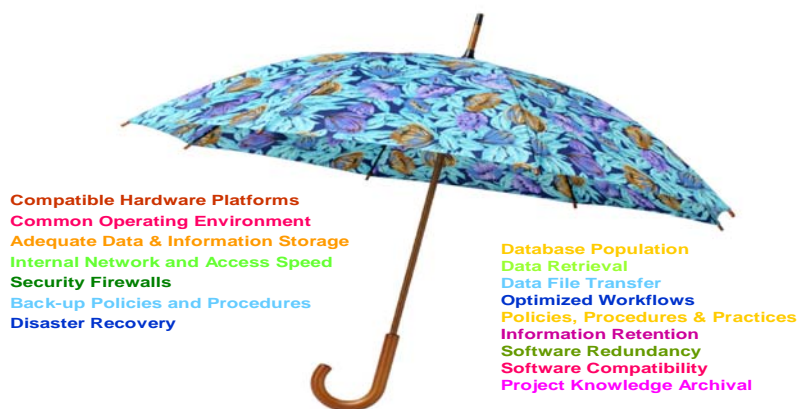 Compatible Hardware Platforms
Common Operating Environment
Adequate Data & Information Storage
Internal Network and Access Speed
Security Firewalls
Back-up Policies and Procedures
Disaster Recovery
Database Population
Data Retrieval
Data File Transfer
Optimized Workflows
Policies, Procedures & Practices
Information Retention
Software Redundancy
Software Compatibility
Project Knowledge Archival